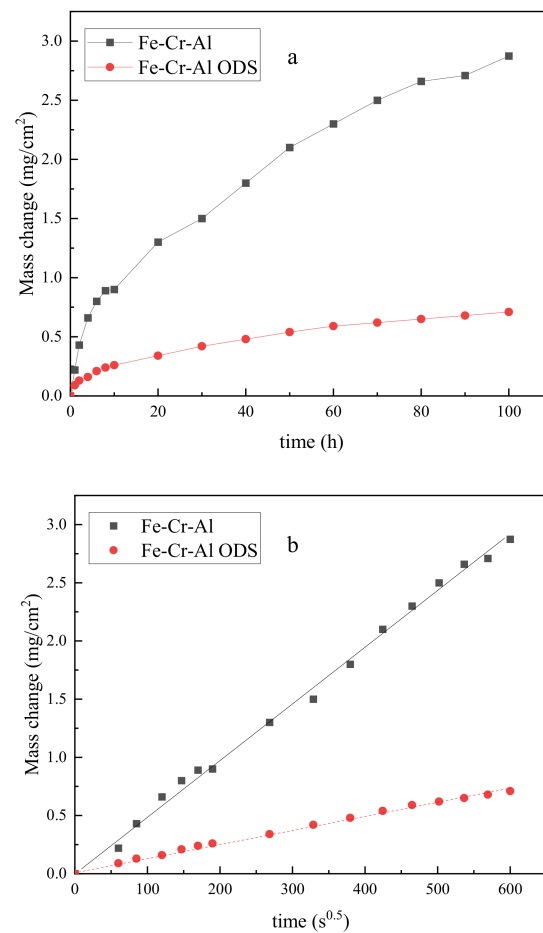 Fe-Cr-Al
Fe-Cr-Al ODS
a
3.0
2.5
2.0
1.5
1.0
0.5
0.0
Mass change (mg/cm²)
20 40 60 80 100
time (h)
Fe-Cr-Al
Fe-Cr-Al ODS
b
3.0
2.5
2.0
1.5
1.0
0.5
0.0
Mass change (mg/cm²)
100 200 300 400 500 600
time (s^0.5)